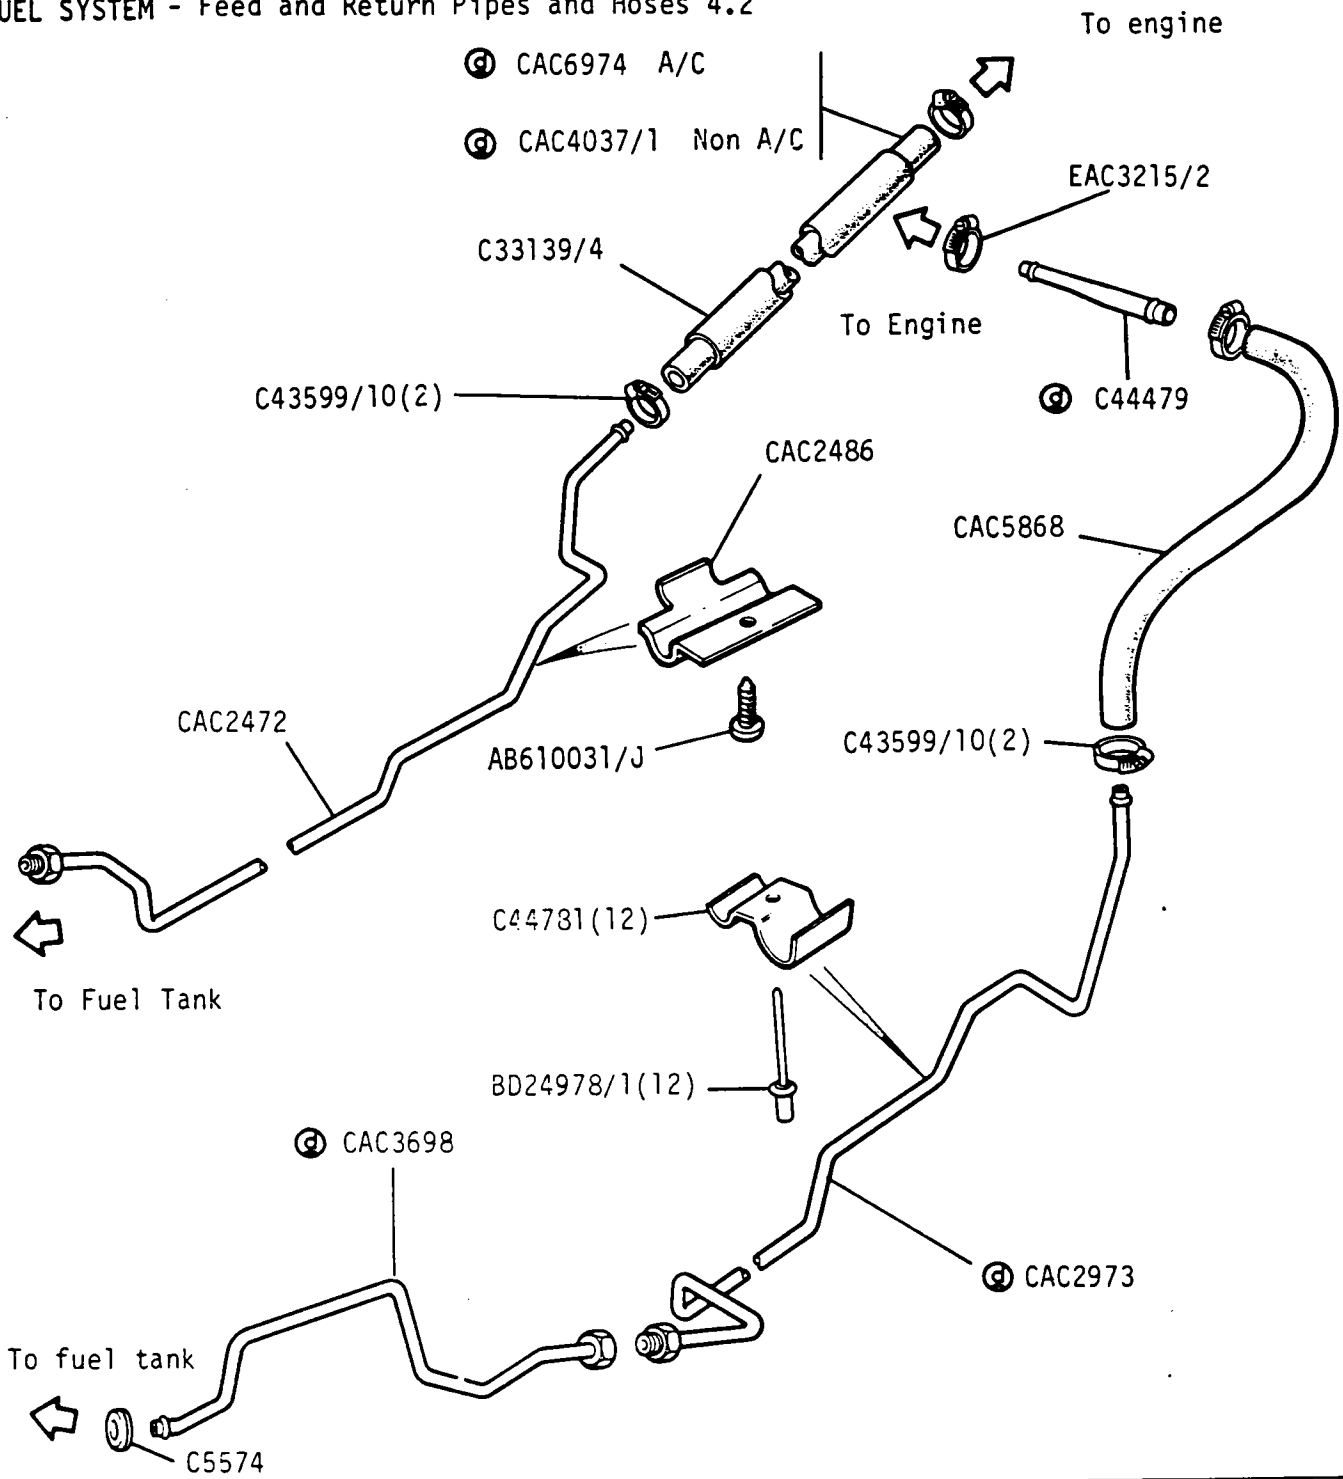 UEL SYSTEM - Feed and Return Pipes and Hoses 4.2
To engine
d CAC6974 A/C
d CAC4037/1 Non A/C
EAC3215/2
C33139/4
To Engine
C43599/10(2)
d C44479
CAC2486
CAC5868
CAC2472
AB610031/J
C43599/10(2)
C44781(12)
To Fuel Tank
BD24978/1(12)
d CAC3698
d CAC2973
To fuel tank
C5574